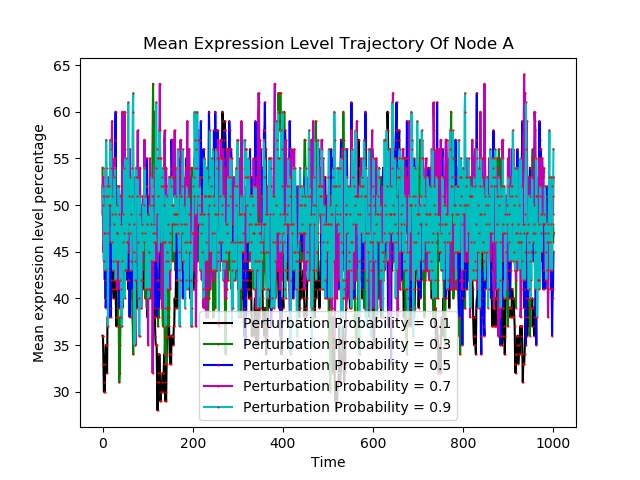 Mean Expression Level Trajectory Of Node A
Mean expression level percentage
65
60
55
50
45
40
35
30
Perturbation Probability = 0.1
Perturbation Probability = 0.3
Perturbation Probability = 0.5
Perturbation Probability = 0.7
Perturbation Probability = 0.9
0 200 400 600 800 1000
Time